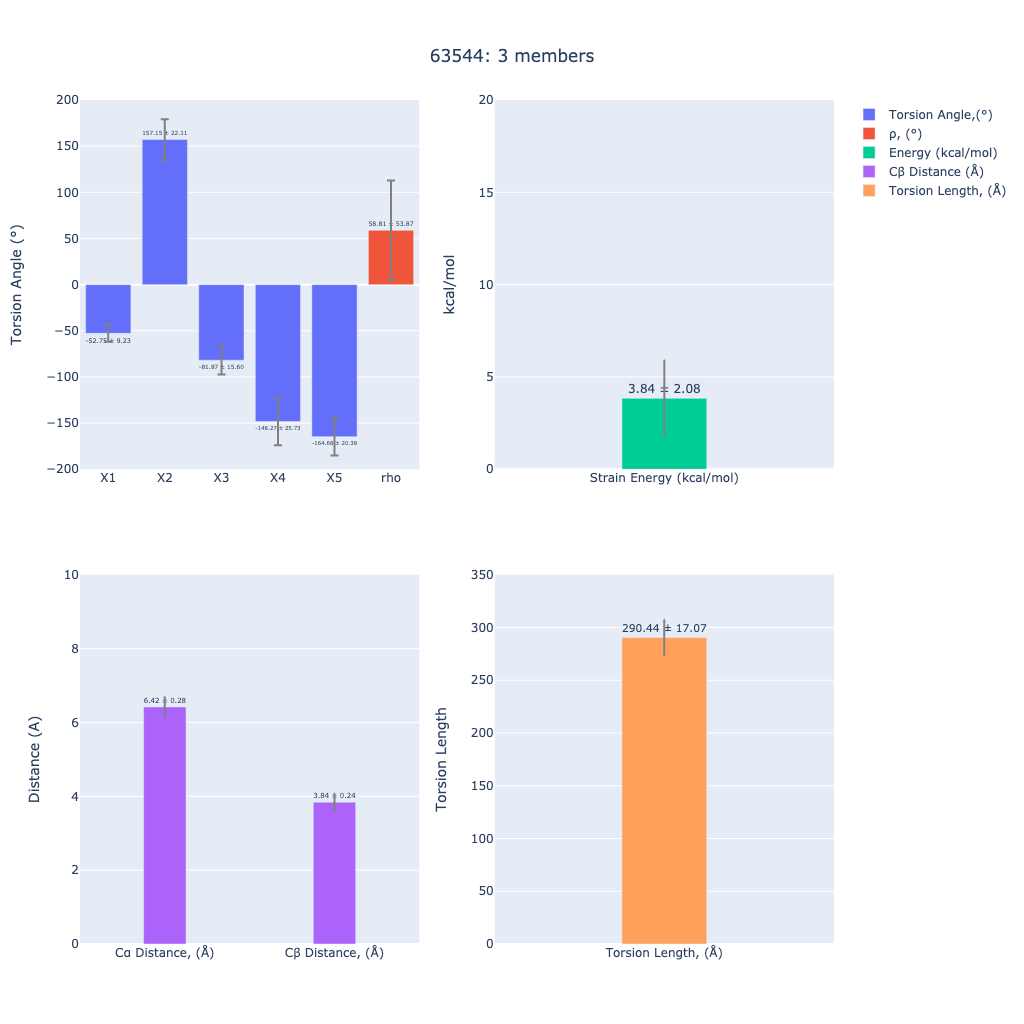 63544: 3 members
200
150
100
50
0
−50
−100
−150
−200
Torsion Angle (°)
157.15 ± 22.11
58.81 ± 53.87
-52.75 ± 9.23
-81.87 ± 15.60
-148.27 ± 25.73
-164.68 ± 20.38
X1 X2 X3 X4 X5 rho
20
15
10
5
0
kcal/mol
3.84 ± 2.08
Strain Energy (kcal/mol)
Torsion Angle,(°)
ρ, (°)
Energy (kcal/mol)
Cβ Distance (Å)
Torsion Length, (Å)
10
8
6
4
2
0
Distance (A)
6.42 ± 0.28
3.84 ± 0.24
Cα Distance, (Å) Cβ Distance, (Å)
350
300
250
200
150
100
50
0
Torsion Length
290.44 ± 17.07
Torsion Length, (Å)